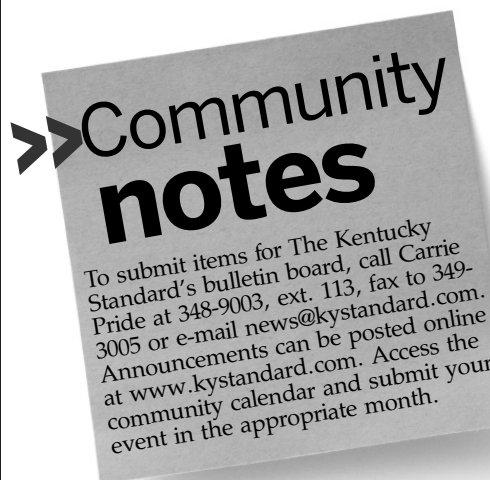 >>Community
notes
To submit items for The Kentucky
Standard's bulletin board, call Carrie
Pride at 348-9003, ext. 113, fax to 349-
3005 or e-mail news@kystandard.com.
Announcements can be posted online
at www.kystandard.com. Access the
community calendar and submit your
event in the appropriate month.